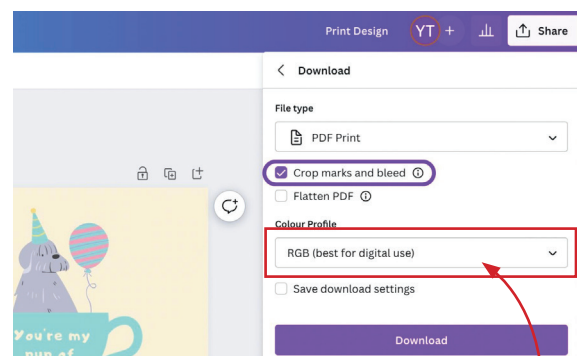 Print Design YT + Share
Download
File type
PDF Print
Crop marks and bleed
Flatten PDF
Colour Profile
RGB (best for digital use)
Save download settings
Download
You're my
pup of